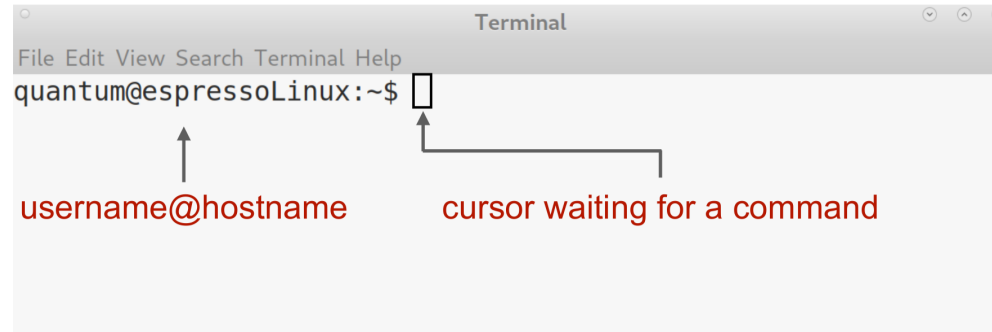 Terminal
File Edit View Search Terminal Help
quantum@espressoLinux:~$
username@hostname
cursor waiting for a command